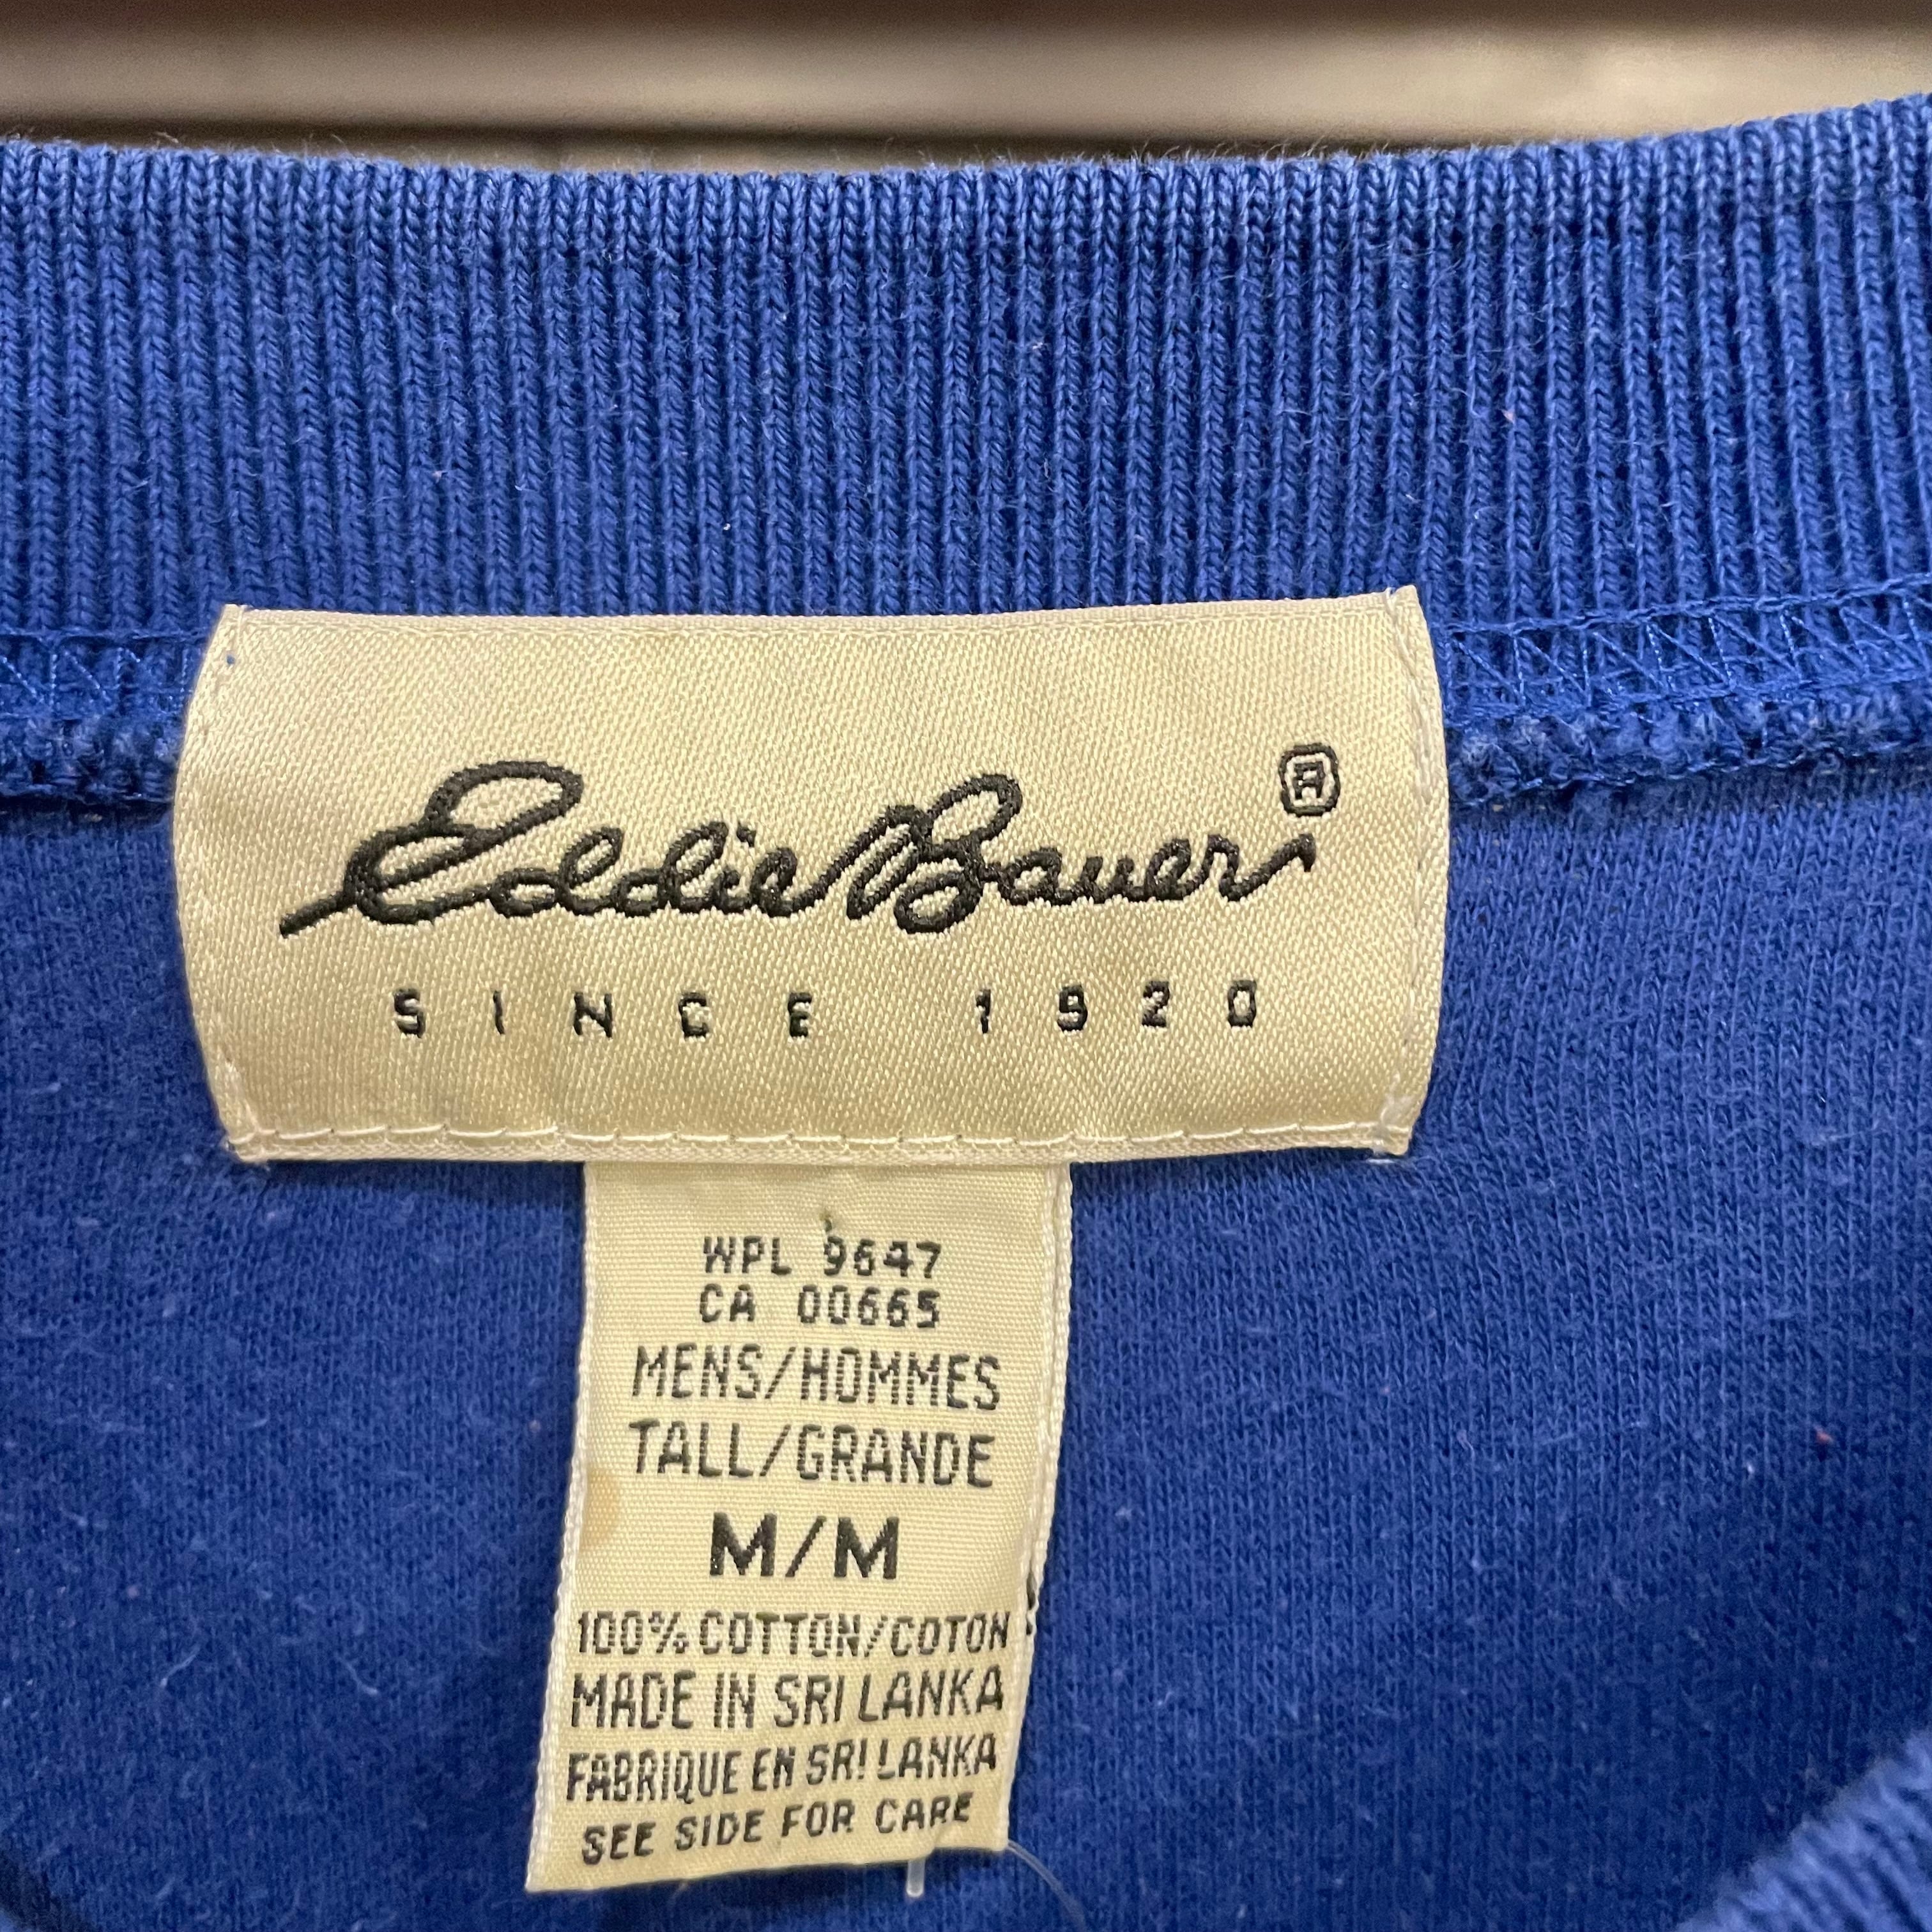 Eddie Bauer®
SINCE 1920
WPL 9647
CA 00665
MENS/HOMMES
TALL/GRANDE
M/M
100% COTTON/COTON
MADE IN SRI LANKA
FABRIQUE EN SRI LANKA
SEE SIDE FOR CARE